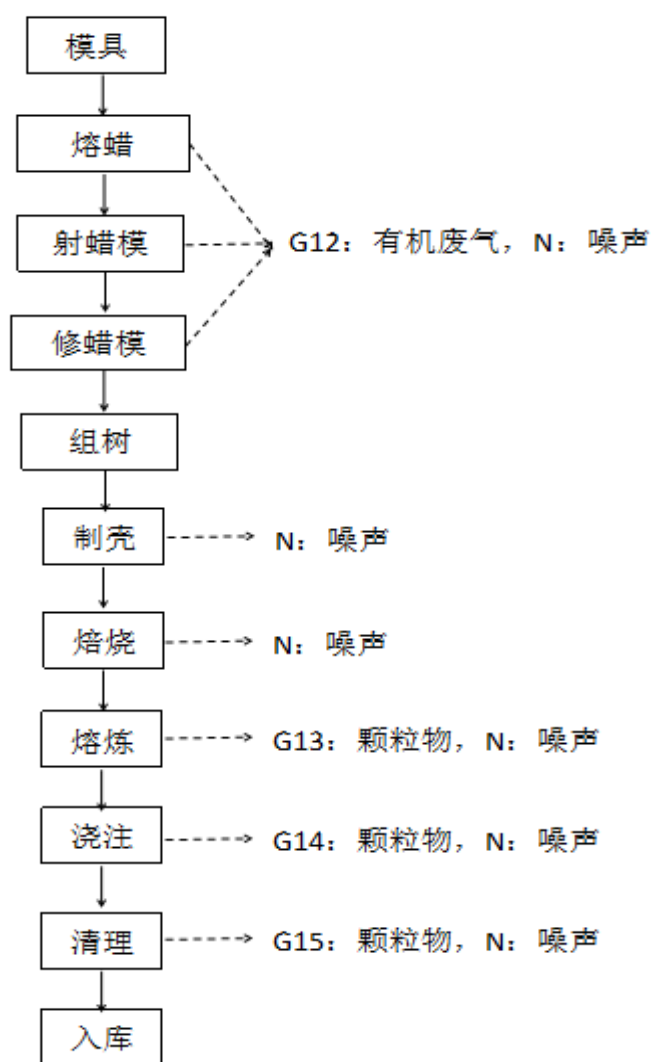 模具
熔蜡
射蜡模
G12：有机废气，N：噪声
修蜡模
组树
制壳
N：噪声
焙烧
N：噪声
熔炼
G13：颗粒物，N：噪声
浇注
G14：颗粒物，N：噪声
清理
G15：颗粒物，N：噪声
入库